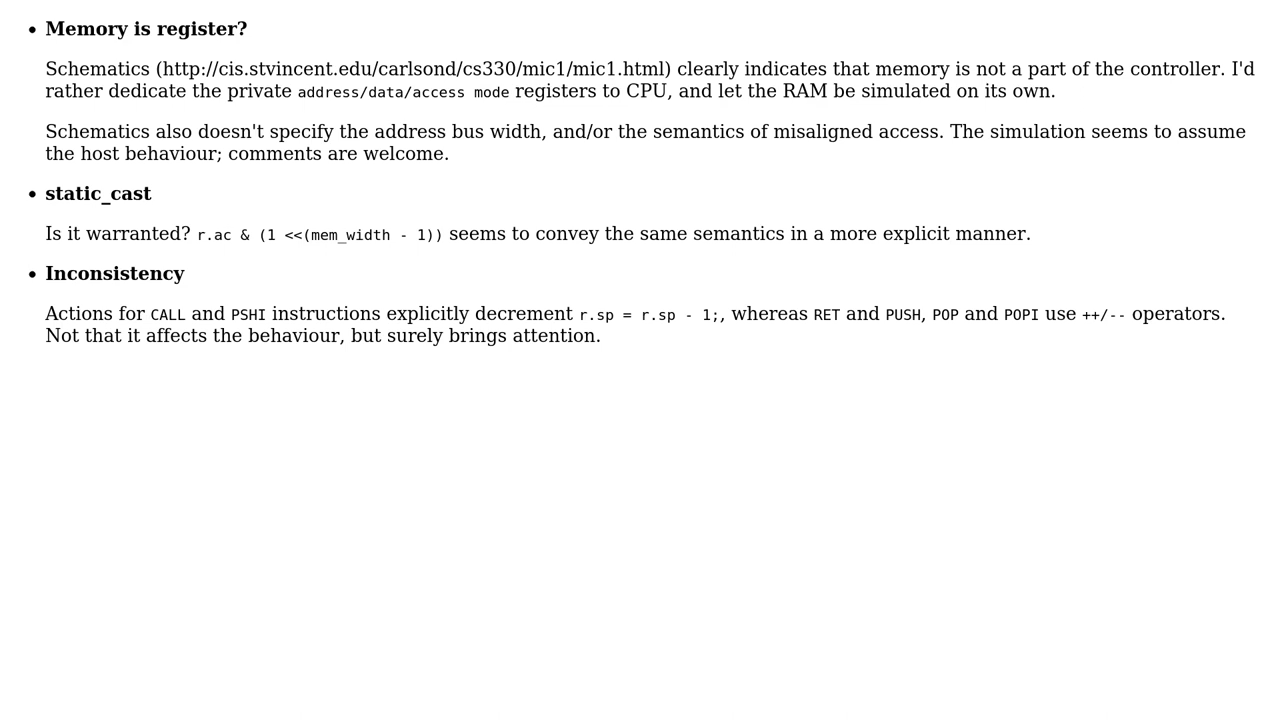 • Memory is register?
Schematics (http://cis.stvincent.edu/carlsond/cs330/mic1/mic1.html) clearly indicates that memory is not a part of the controller. I'd
rather dedicate the private address/data/access mode registers to CPU, and let the RAM be simulated on its own.
Schematics also doesn't specify the address bus width, and/or the semantics of misaligned access. The simulation seems to assume
the host behaviour; comments are welcome.
• static_cast
Is it warranted? r.ac & (1 <<(mem_width - 1)) seems to convey the same semantics in a more explicit manner.
• Inconsistency
Actions for CALL and PSHI instructions explicitly decrement r.sp = r.sp - 1;, whereas RET and PUSH, POP and POPI use ++/-- operators.
Not that it affects the behaviour, but surely brings attention.